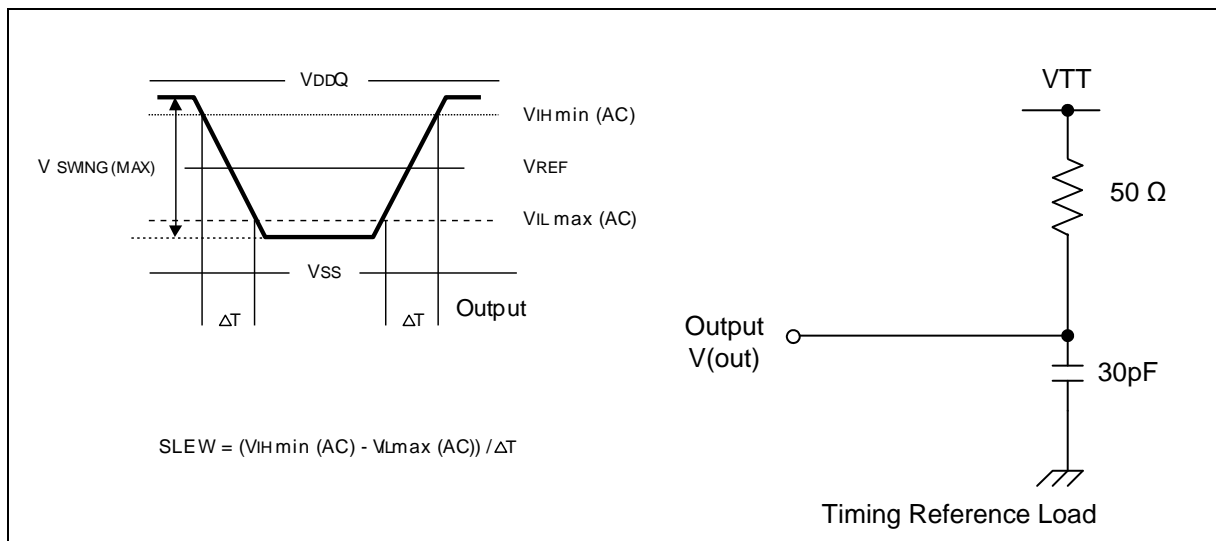 VDDQ
VIH min (AC)
V SWING (MAX)
VREF
VIL max (AC)
VSS
ΔT
ΔT
Output
SLEW = (VIH min (AC) - VILmax (AC)) / ΔT
VTT
50 Ω
Output
V(out)
30pF
Timing Reference Load